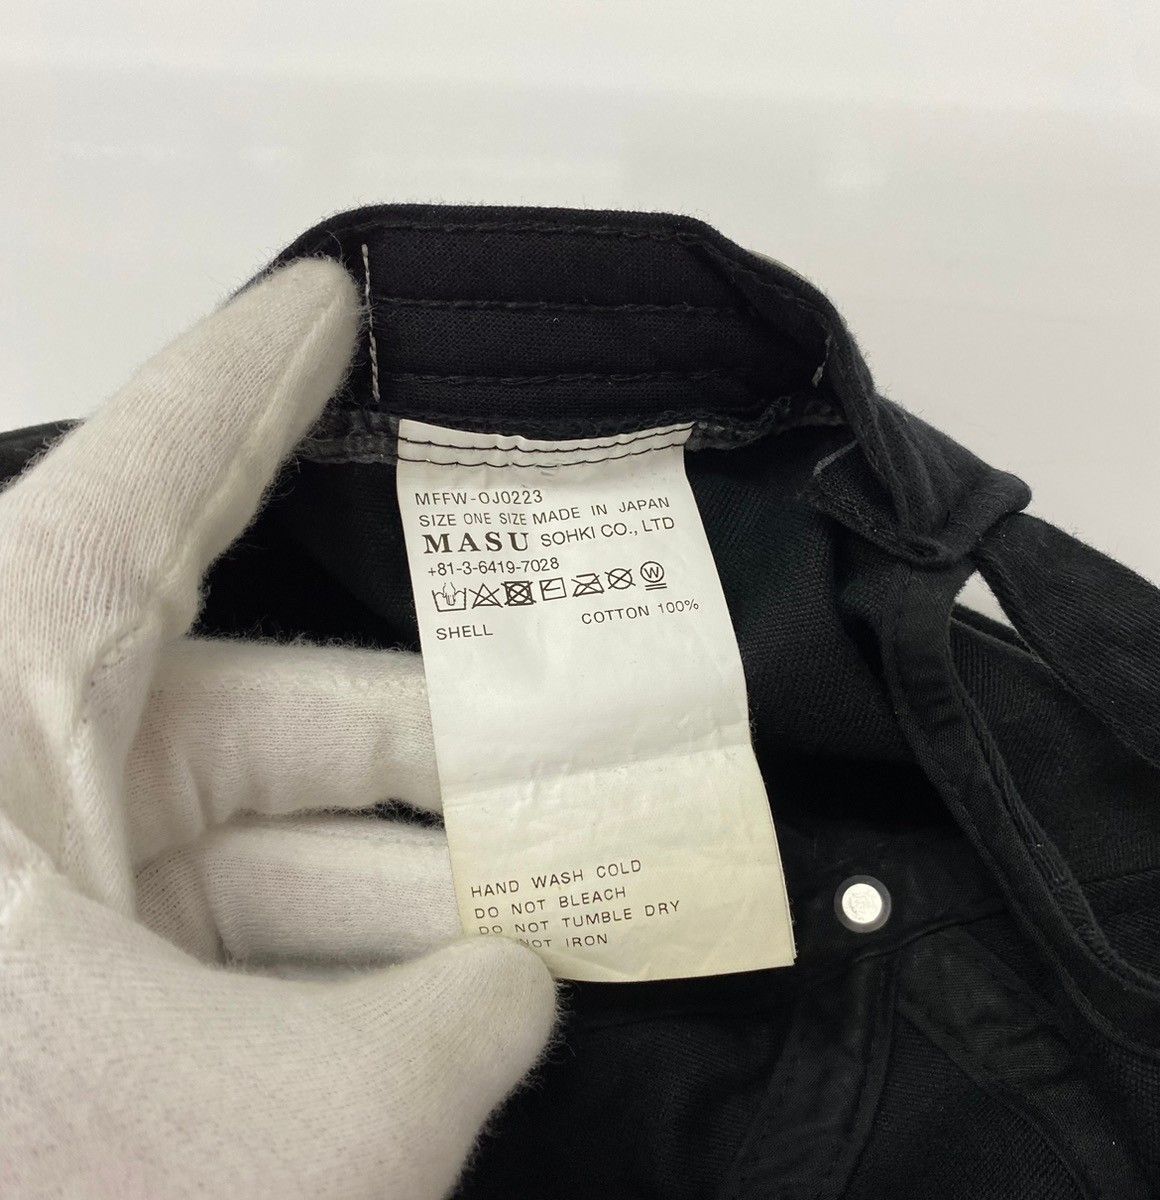 MFFW-OJ0223
SIZE ONE SIZE MADE IN JAPAN
MASU SOHKI CO., LTD
+81-3-6419-7028
W
SHELL COTTON 100%
HAND WASH COLD
DO NOT BLEACH
DO NOT TUMBLE DRY
NOT IRON